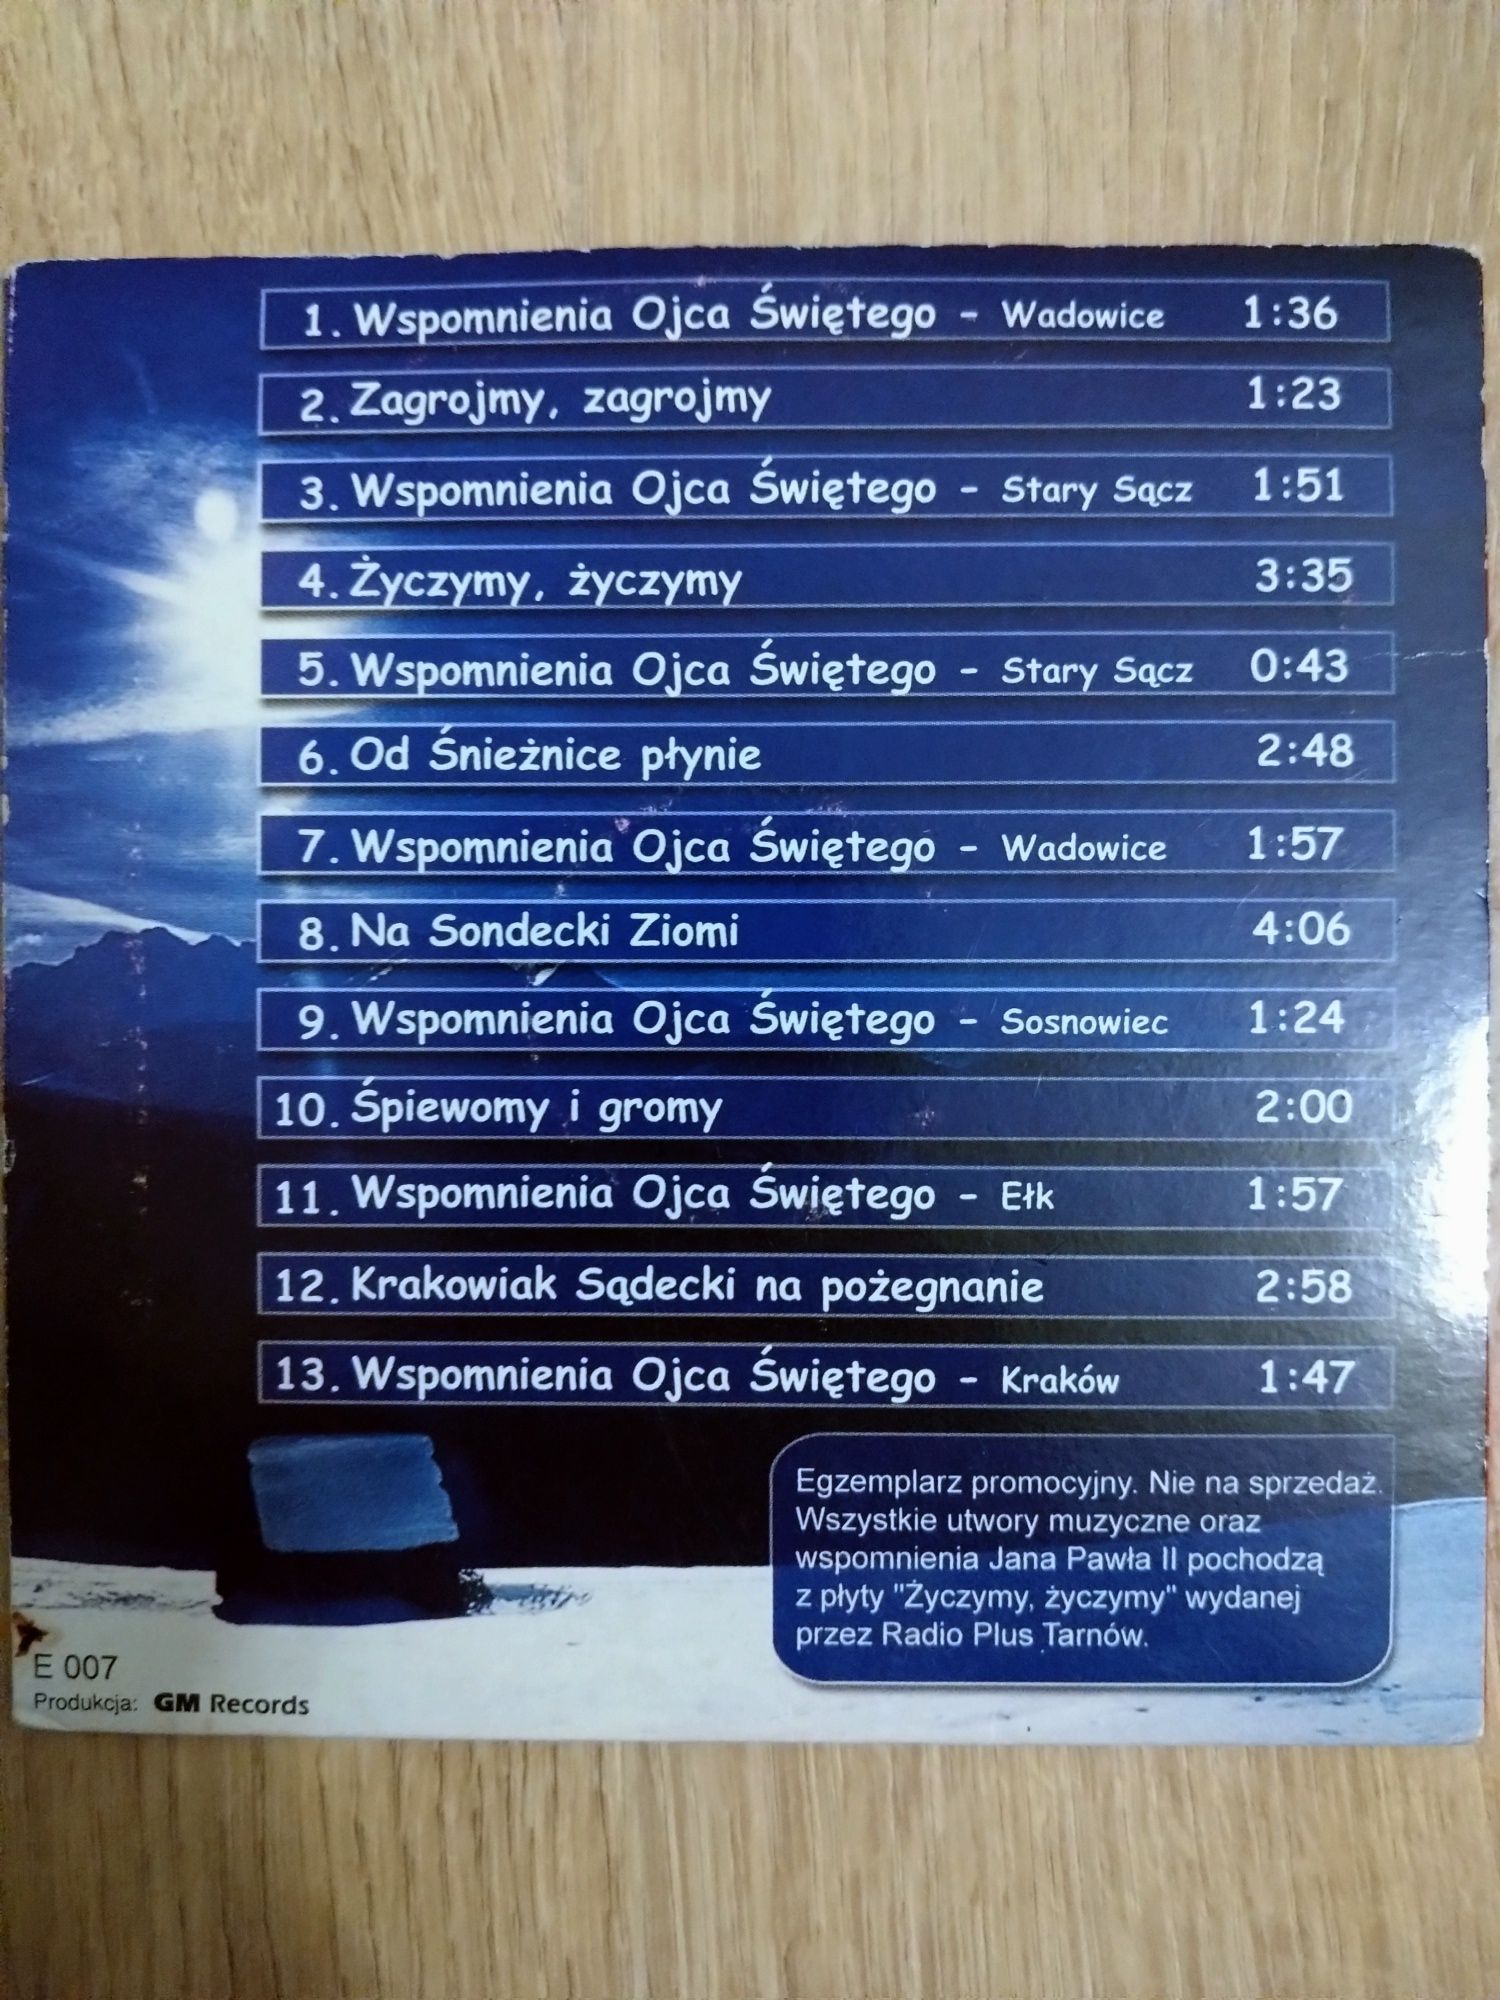 1. Wspomnienia Ojca Świętego - Wadowice 1:36
2. Zagrojmy, zagrojmy 1:23
3. Wspomnienia Ojca Świętego - Stary Sącz 1:51
4. Życzymy, życzymy 3:35
5. Wspomnienia Ojca Świętego - Stary Sącz 0:43
6. Od Śnieżnice płynie 2:48
7. Wspomnienia Ojca Świętego - Wadowice 1:57
8. Na Sondecki Ziomi 4:06
9. Wspomnienia Ojca Świętego - Sosnowiec 1:24
10. Śpiewomy i gromy 2:00
11. Wspomnienia Ojca Świętego - Ełk 1:57
12. Krakowiak Sądecki na pożegnanie 2:58
13. Wspomnienia Ojca Świętego - Kraków 1:47
Egzemplarz promocyjny. Nie na sprzedaż.
Wszystkie utwory muzyczne oraz
wspomnienia Jana Pawła II pochodzą
z płyty "Życzymy, życzymy" wydanej
przez Radio Plus Tarnów.
E 007
Produkcja: GM Records